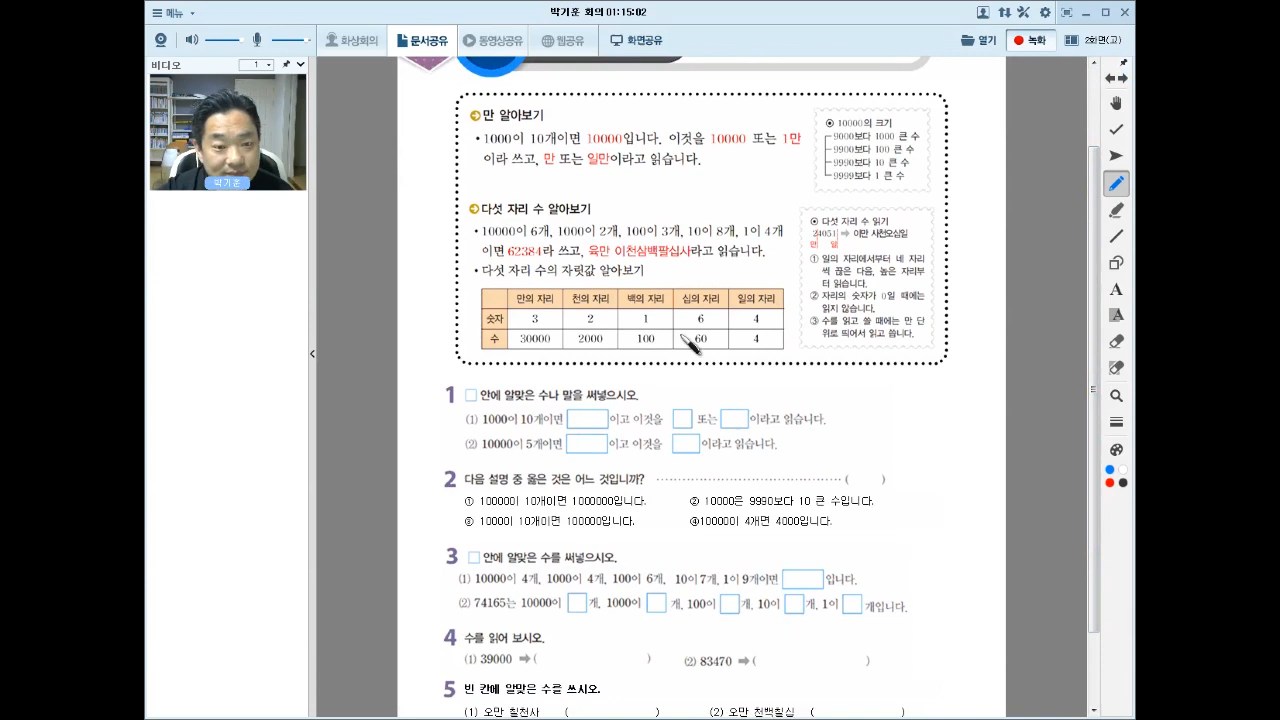 메뉴
박기훈 회의 01:15:02
화상회의 문서공유 동영상공유 웹공유 화면공유 열기 녹화 2화면(고)
비디오 1
박기훈
만 알아보기
• 1000이 10개이면 10000입니다. 이것을 10000 또는 1만
이라 쓰고, 만 또는 일만이라고 읽습니다.
10000의 크기
9000보다 1000 큰 수
9900보다 100 큰 수
9990보다 10 큰 수
9999보다 1 큰 수
다섯 자리 수 알아보기
• 10000이 6개, 1000이 2개, 100이 3개, 10이 8개, 1이 4개
이면 62384라 쓰고, 육만 이천삼백팔십사라고 읽습니다.
• 다섯 자리 수의 자릿값 알아보기
만의 자리 천의 자리 백의 자리 십의 자리 일의 자리
숫자 3 2 1 6 4
수 30000 2000 100 60 4
다섯 자리 수 읽기
24051 ⇨ 이만 사천오십일
만 일
① 일의 자리에서부터 네 자리
씩 끊은 다음, 높은 자리부
터 읽습니다.
② 자리의 숫자가 0일 때에는
읽지 않습니다.
③ 수를 읽고 쓸 때에는 만 단
위로 띄어서 읽고 씁니다.
1 □ 안에 알맞은 수나 말을 써넣으시오.
(1) 1000이 10개이면 □ 이고 이것을 □ 또는 □ 이라고 읽습니다.
(2) 10000이 5개이면 □ 이고 이것을 □ 이라고 읽습니다.
2 다음 설명 중 옳은 것은 어느 것입니까? ( )
① 10000이 10개이면 1000000입니다.
② 10000은 9990보다 10 큰 수입니다.
③ 1000이 10개이면 100000입니다.
④100000이 4개면 4000입니다.
3 □ 안에 알맞은 수를 써넣으시오.
(1) 10000이 4개, 1000이 4개, 100이 6개, 10이 7개, 1이 9개이면 □ 입니다.
(2) 74165는 10000이 □ 개, 1000이 □ 개, 100이 □ 개, 10이 □ 개, 1이 □ 개입니다.
4 수를 읽어 보시오.
(1) 39000 ➡ ( )
(2) 83470 ➡ ( )
5 빈 칸에 알맞은 수를 쓰시오.
(1) 오만 칠천사 ( )
(2) 오만 천백칠십 ( )